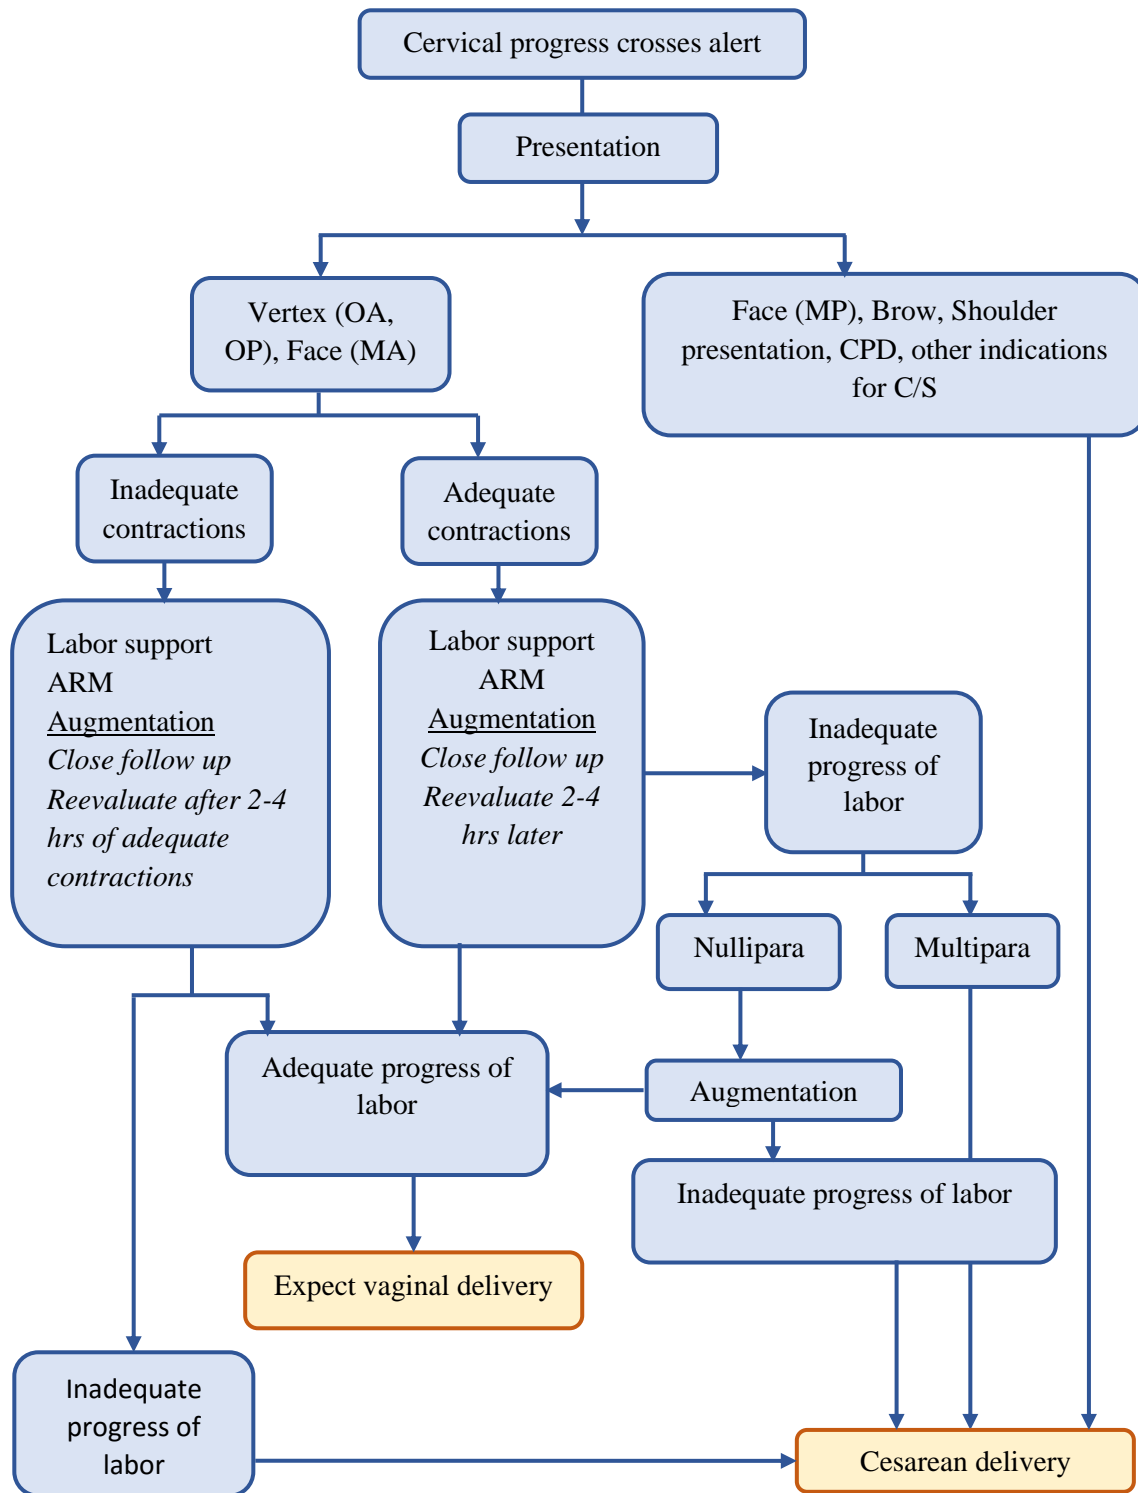 Cervical progress crosses alert
Presentation
Vertex (OA,
OP), Face (MA)
Face (MP), Brow, Shoulder
presentation, CPD, other indications
for C/S
Inadequate
contractions
Adequate
contractions
Labor support
ARM
Augmentation
Close follow up
Reevaluate after 2-4
hrs of adequate
contractions
Labor support
ARM
Augmentation
Close follow up
Reevaluate 2-4
hrs later
Inadequate
progress of
labor
Nullipara
Multipara
Adequate progress of
labor
Augmentation
Inadequate progress of labor
Expect vaginal delivery
Inadequate
progress of
labor
Cesarean delivery